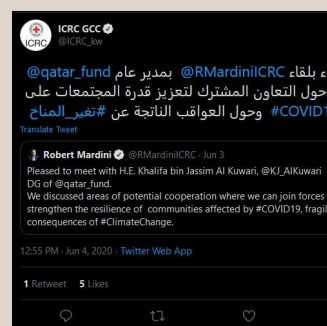 ICRC GCC
@ICRC_kw
ICRC
ء بلقاء @RMardiniICRC بمدير عام @qatar_fund
حول التعاون المشترك لتعزيز قدرة المجتمعات على
#COVID1 وحول العواقب الناتجة عن #تغير_المناخ
Translate Tweet
Robert Mardini @RMardiniICRC · Jun 3
Pleased to meet with H.E. Khalifa bin Jassim Al Kuwari, @KJ_AlKuwari
DG of @qatar_fund.
We discussed areas of potential cooperation where we can join forces
strengthen the resilience of communities affected by #COVID19, fragil
consequences of #ClimateChange.
12:55 PM · Jun 4, 2020 · Twitter Web App
1 Retweet 5 Likes